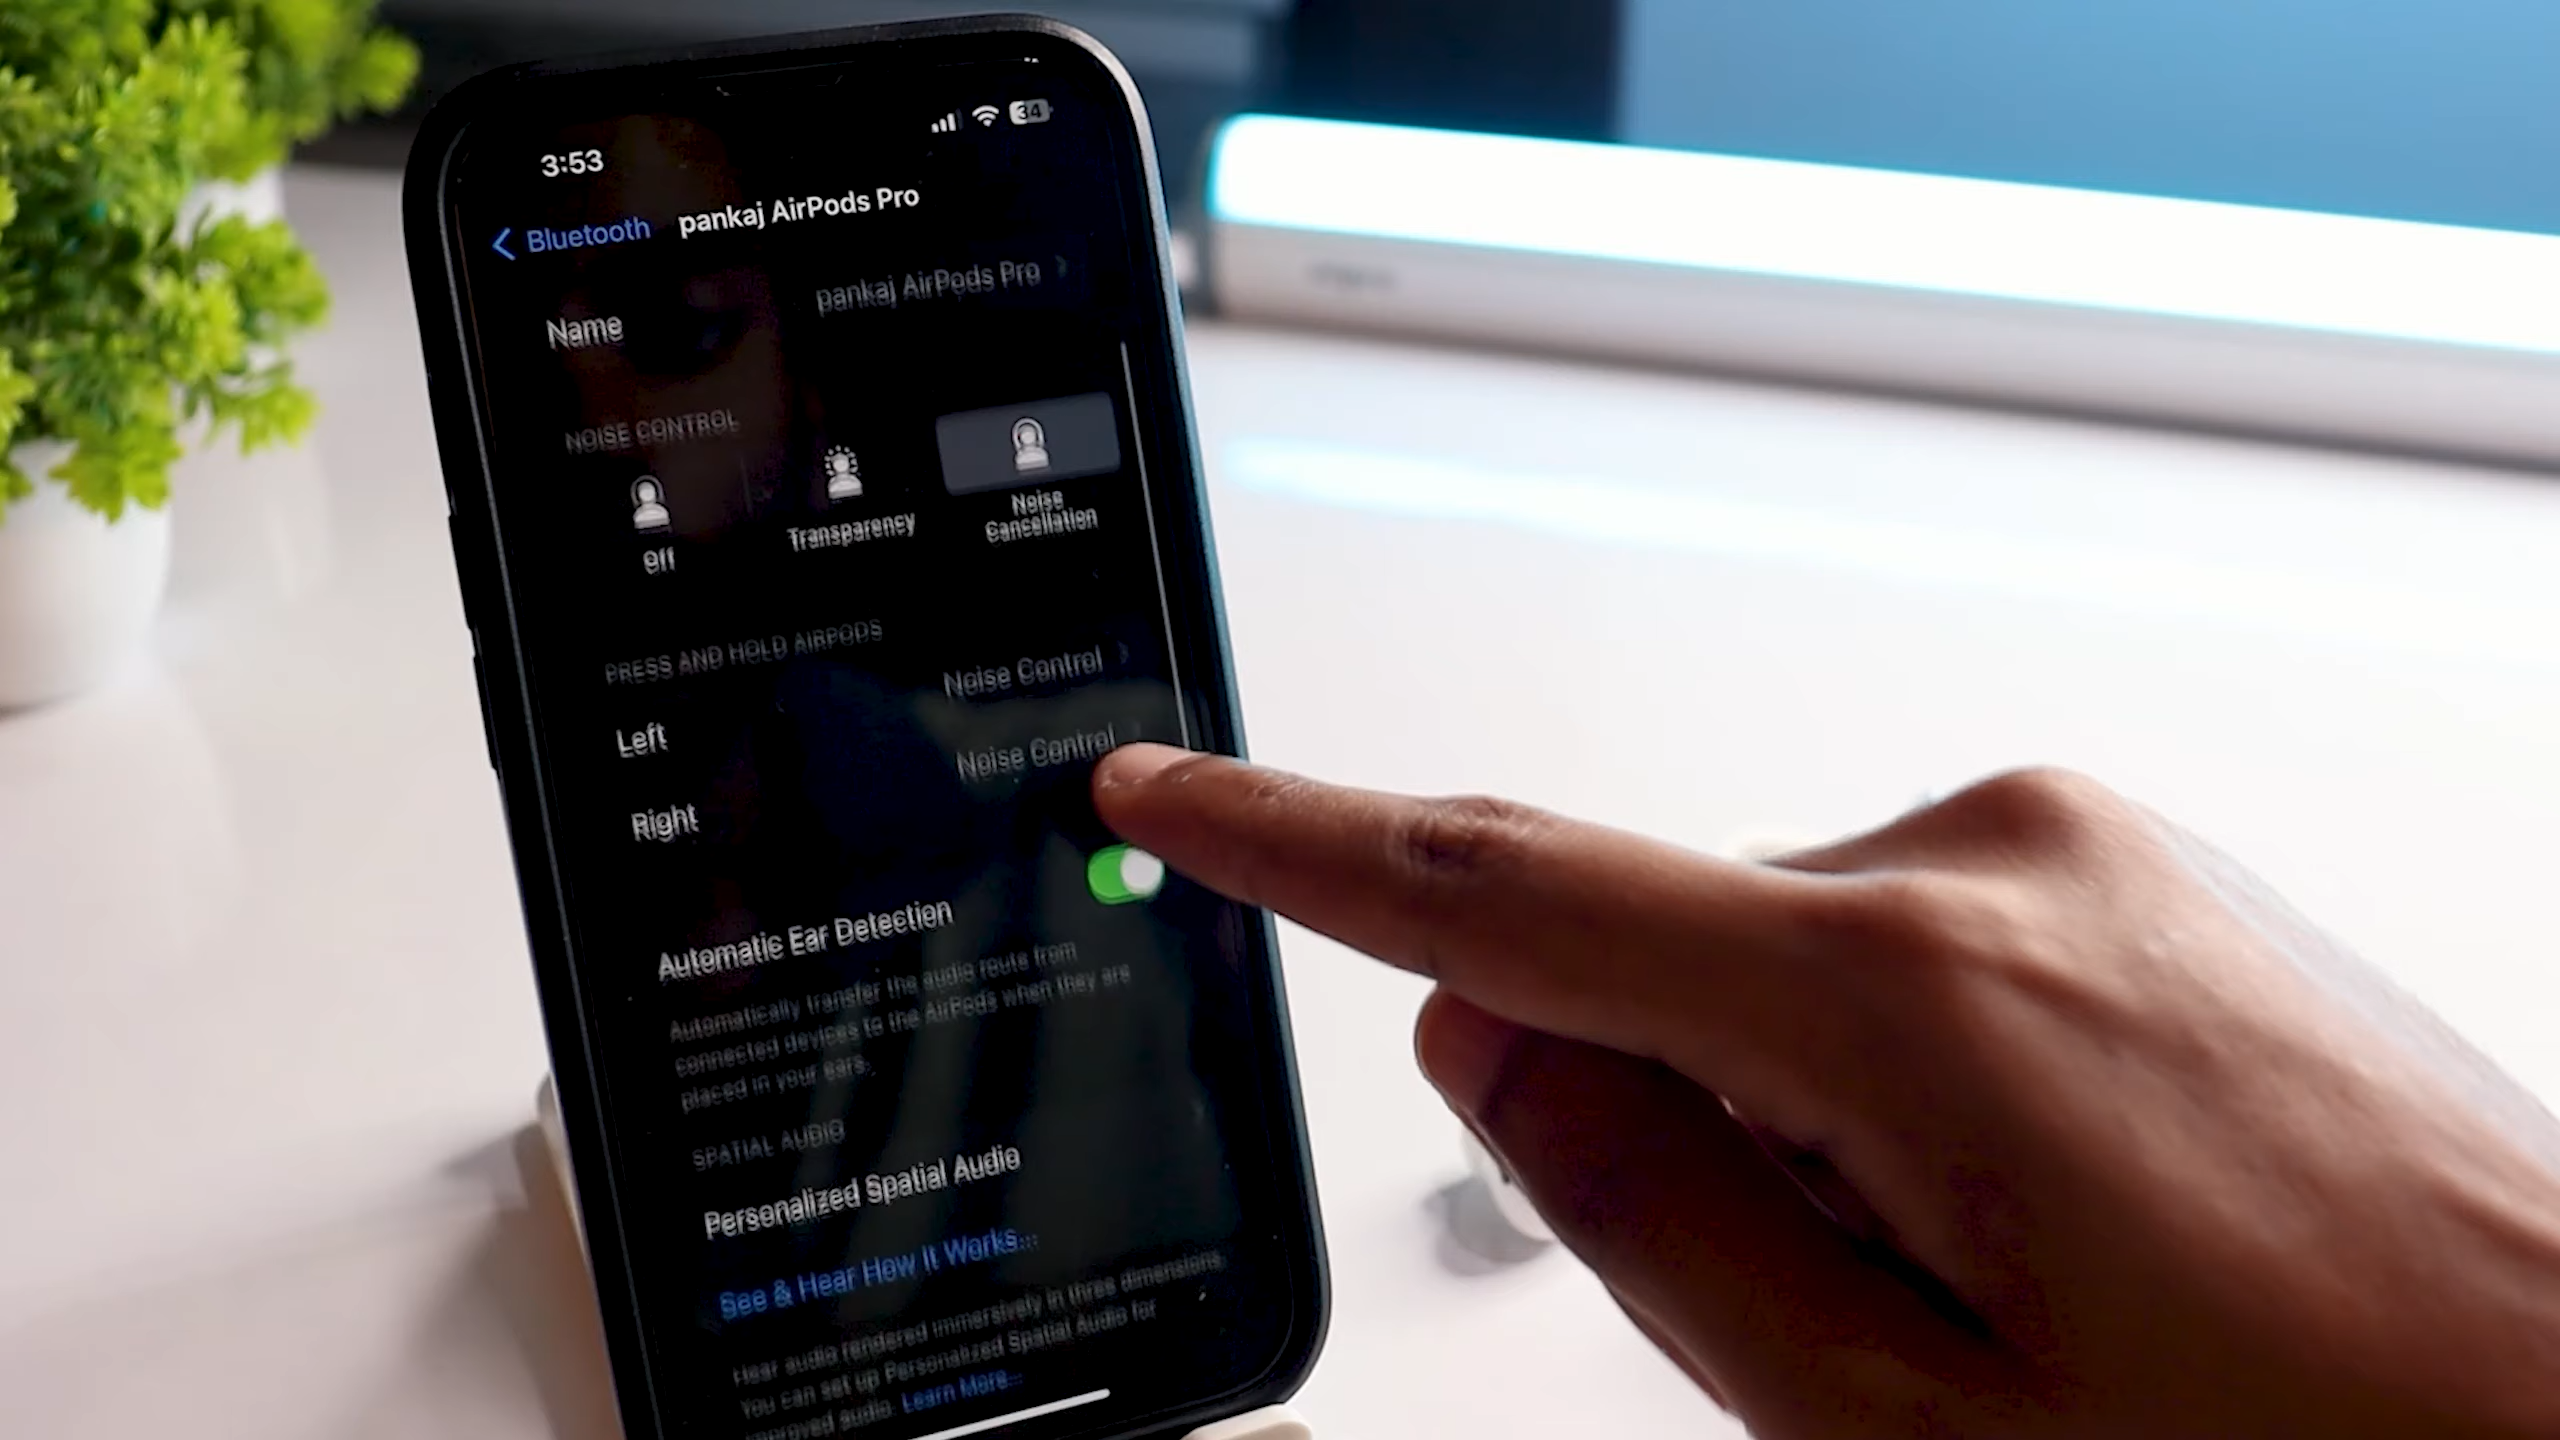 3:53
34
Bluetooth pankaj AirPods Pro
Name pankaj AirPods Pro
NOISE CONTROL
Off
Transparency
Noise
Cancellation
PRESS AND HOLD AIRPODS
Left Noise Control
Right Noise Control
Automatic Ear Detection
Automatically transfer the audio route from
connected devices to the AirPods when they are
placed in your ears.
SPATIAL AUDIO
Personalized Spatial Audio
See & Hear How It Works...
Hear audio rendered immersively in three dimensions.
You can set up Personalized Spatial Audio for
improved audio. Learn More...